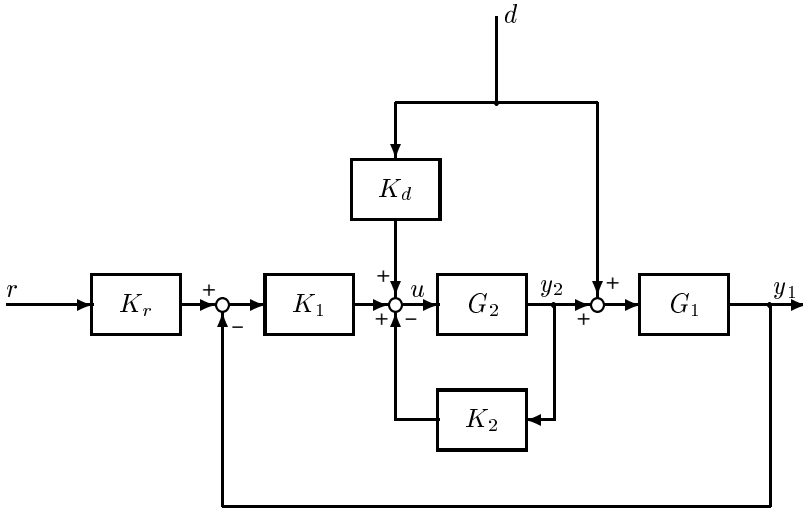 d
K_d
+
+
r
K_r
+
−
K_1
+
−
u
G_2
y_2
+
+
G_1
y_1
K_2